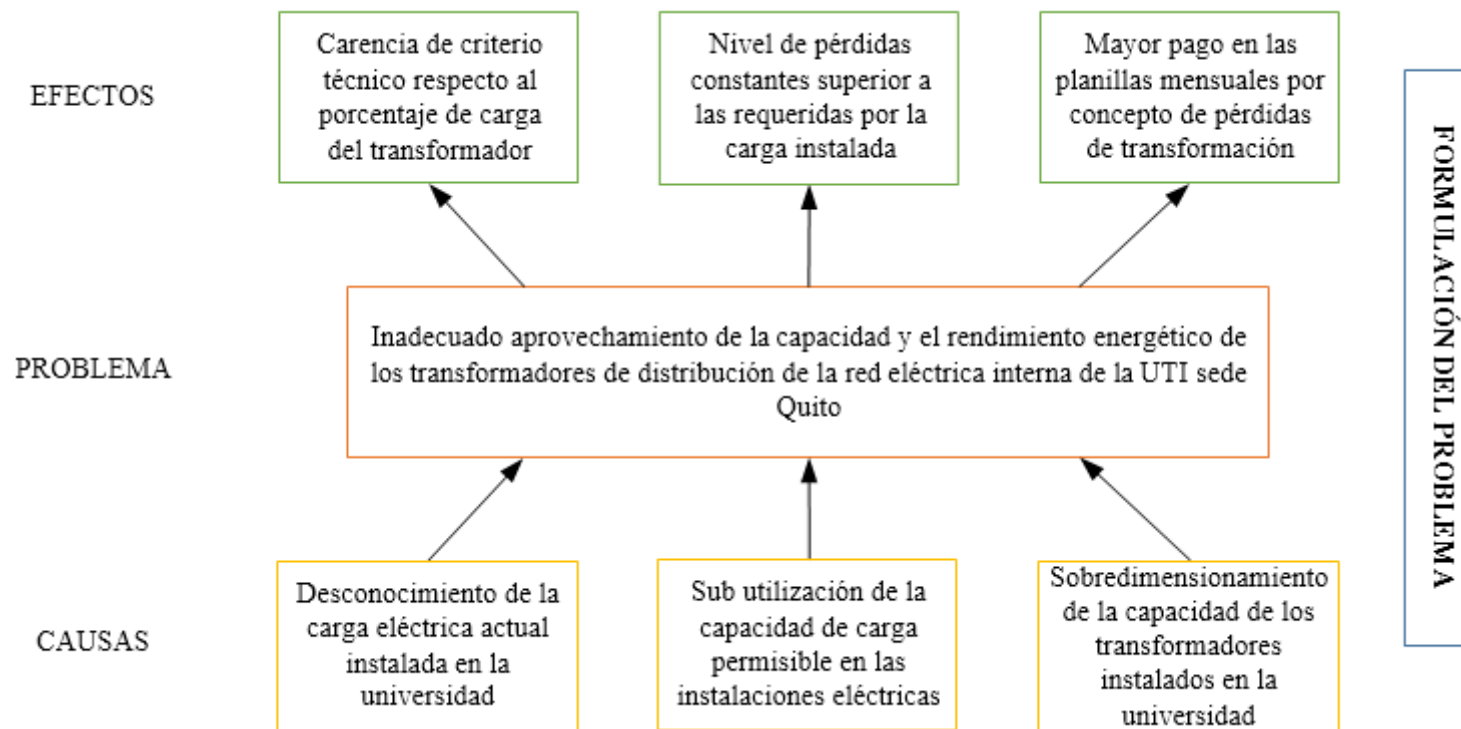 EFECTOS
Carencia de criterio
técnico respecto al
porcentaje de carga
del transformador
Nivel de pérdidas
constantes superior a
las requeridas por la
carga instalada
Mayor pago en las
planillas mensuales por
concepto de pérdidas
de transformación
PROBLEMA
Inadecuado aprovechamiento de la capacidad y el rendimiento energético de
los transformadores de distribución de la red eléctrica interna de la UTI sede
Quito
CAUSAS
Desconocimiento de la
carga eléctrica actual
instalada en la
universidad
Sub utilización de la
capacidad de carga
permisible en las
instalaciones eléctricas
Sobredimensionamiento
de la capacidad de los
transformadores
instalados en la
universidad
FORMULACIÓN DEL PROBLEMA